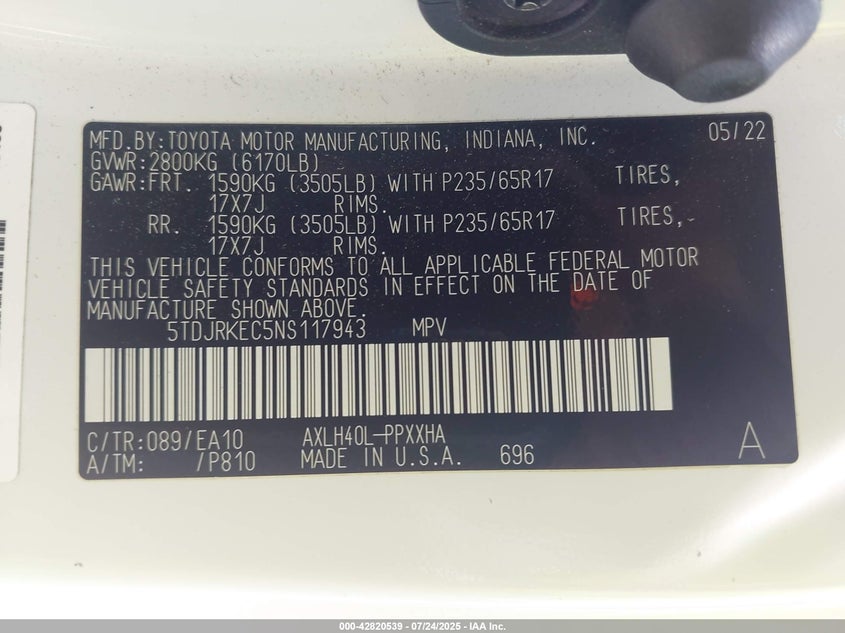 MFD.BY:TOYOTA MOTOR MANUFACTURING, INDIANA, INC. 05/22
GVWR:2800KG (6170LB)
GAWR:FRT. 1590KG (3505LB) WITH P235/65R17 TIRES,
17X7J RIMS.
RR. 1590KG (3505LB) WITH P235/65R17 TIRES,
17X7J RIMS.
THIS VEHICLE CONFORMS TO ALL APPLICABLE FEDERAL MOTOR
VEHICLE SAFETY STANDARDS IN EFFECT ON THE DATE OF
MANUFACTURE SHOWN ABOVE.
5TDJRKEC5NS117943 MPV
C/TR:089/EA10 AXLH40L-PPXXHA A
A/TM: /P810 MADE IN U.S.A. 696
000-42820539 - 07/24/2025 - IAA Inc.